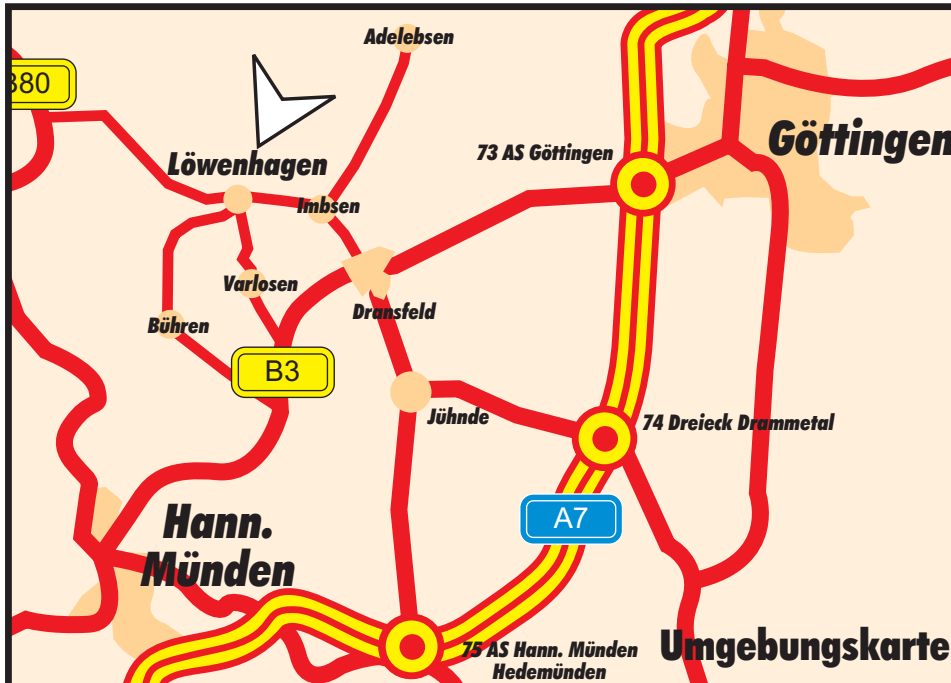 Adelebsen
B80
Göttingen
73 AS Göttingen
Löwenhagen
Imbsen
Varlosen
Dransfeld
Bühren
B3
Jühnde
74 Dreieck Drammetal
A7
Hann.
Münden
75 AS Hann. Münden
Hedemünden
Umgebungskarte